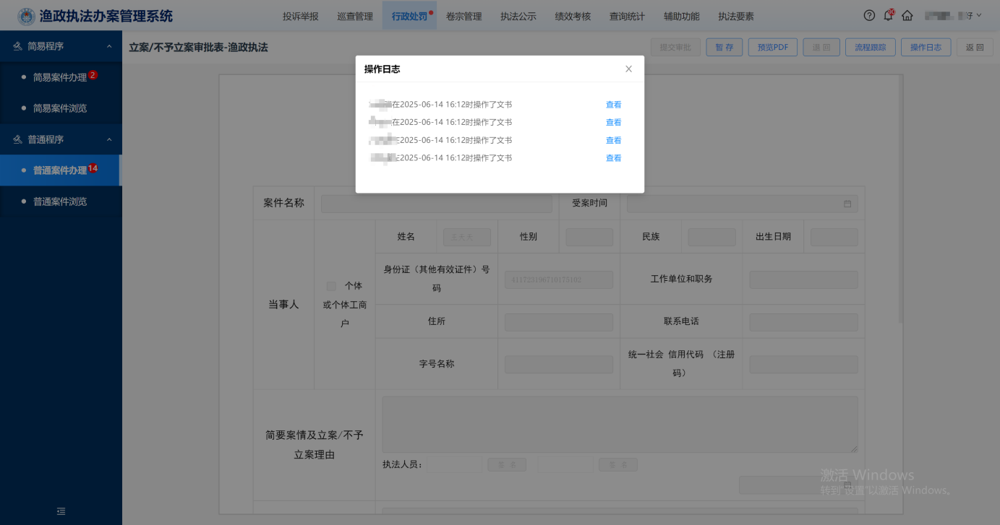 渔政执法办案管理系统
投诉举报 巡查管理 行政处罚 卷宗管理 执法公示 绩效考核 查询统计 辅助功能 执法要素
简易程序
简易案件办理 2
简易案件浏览
普通程序
普通案件办理 14
普通案件浏览
立案/不予立案审批表-渔政执法
提交审批 暂 存 预览PDF 退 回 流程跟踪 操作日志 返 回
操作日志
在2025-06-14 16:12时操作了文书 查看
在2025-06-14 16:12时操作了文书 查看
在2025-06-14 16:12时操作了文书 查看
在2025-06-14 16:12时操作了文书 查看
案件名称 受案时间
当事人
个体
或个体工商
户
姓名 王天天 性别 民族 出生日期
身份证（其他有效证件）号
码
411723196710175102
工作单位和职务
住所 联系电话
字号名称
统一社会 信用代码 （注册
码）
简要案情及立案/不予
立案理由
执法人员： 签 名 签 名
激活 Windows
转到"设置"以激活 Windows。